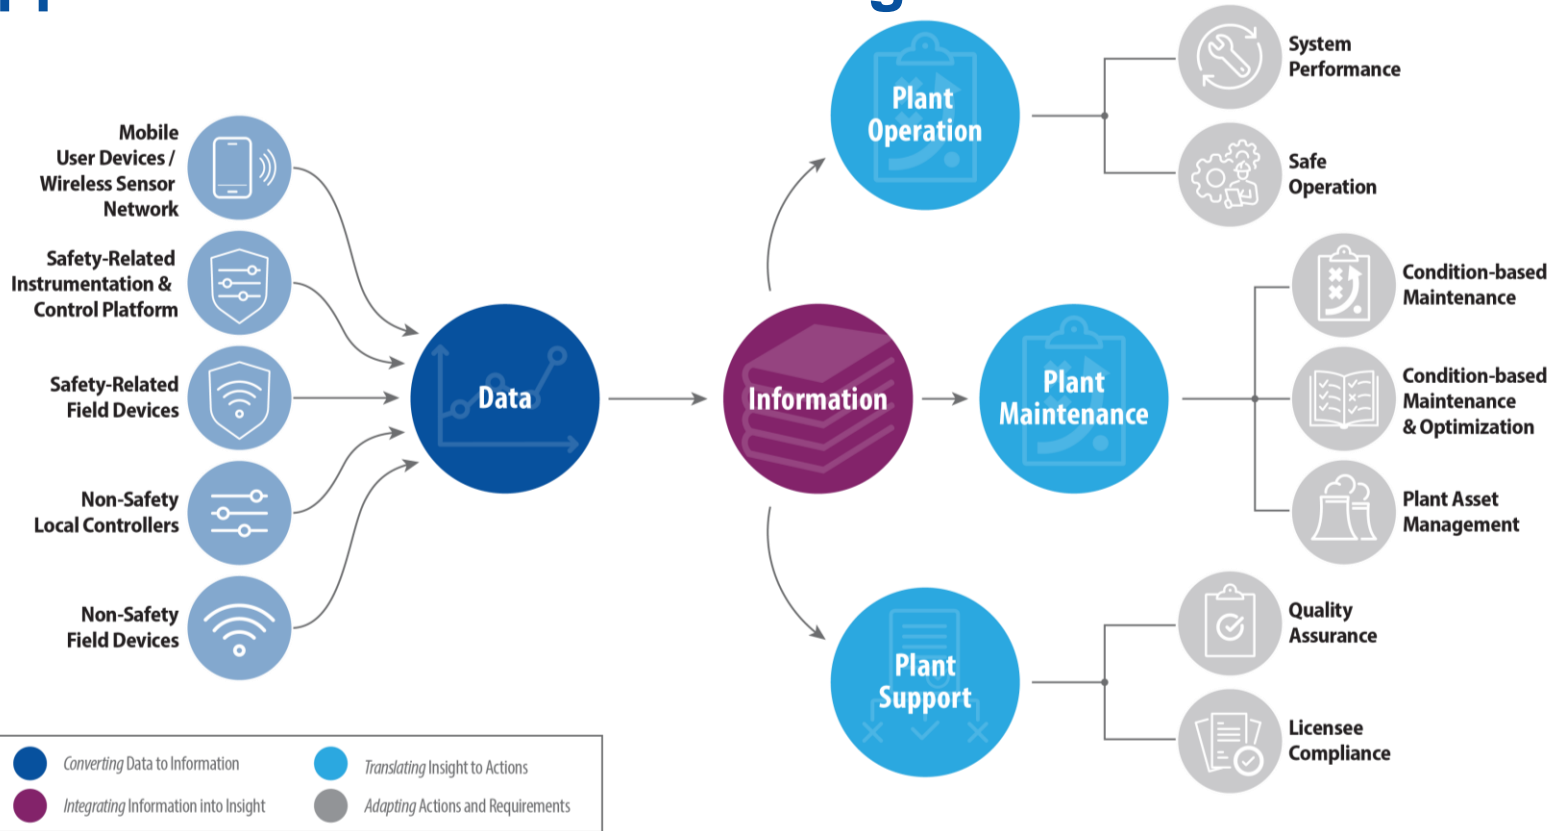 Mobile
User Devices /
Wireless Sensor
Network
Safety-Related
Instrumentation &
Control Platform
Safety-Related
Field Devices
Non-Safety
Local Controllers
Non-Safety
Field Devices
Data
Information
Plant
Operation
Plant
Maintenance
Plant
Support
System
Performance
Safe
Operation
Condition-based
Maintenance
Condition-based
Maintenance
& Optimization
Plant Asset
Management
Quality
Assurance
Licensee
Compliance
Converting Data to Information
Integrating Information into Insight
Translating Insight to Actions
Adapting Actions and Requirements